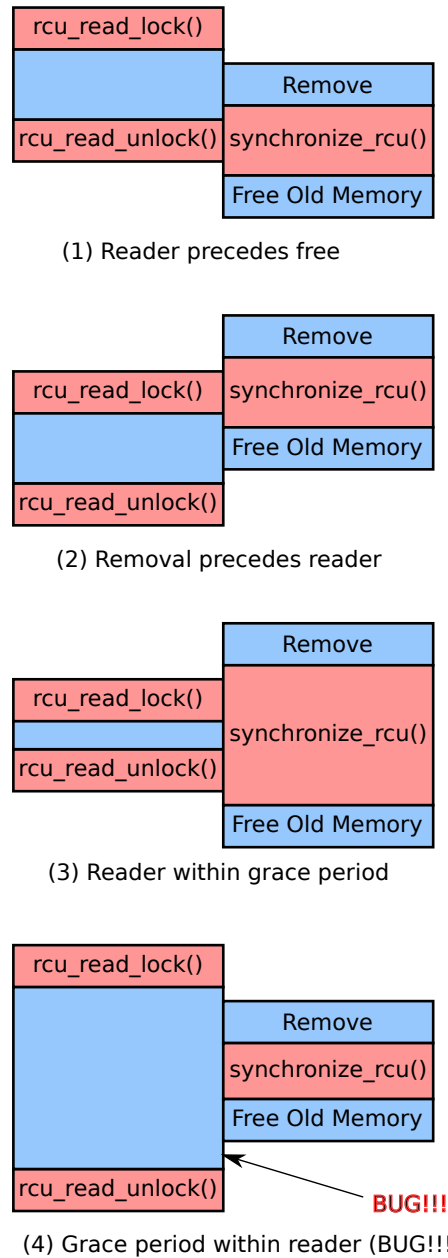 rcu_read_lock()
Remove
rcu_read_unlock()
synchronize_rcu()
Free Old Memory
(1) Reader precedes free
Remove
rcu_read_lock()
synchronize_rcu()
Free Old Memory
rcu_read_unlock()
(2) Removal precedes reader
Remove
rcu_read_lock()
synchronize_rcu()
rcu_read_unlock()
Free Old Memory
(3) Reader within grace period
rcu_read_lock()
Remove
synchronize_rcu()
Free Old Memory
rcu_read_unlock()
BUG!!!
(4) Grace period within reader (BUG!!!